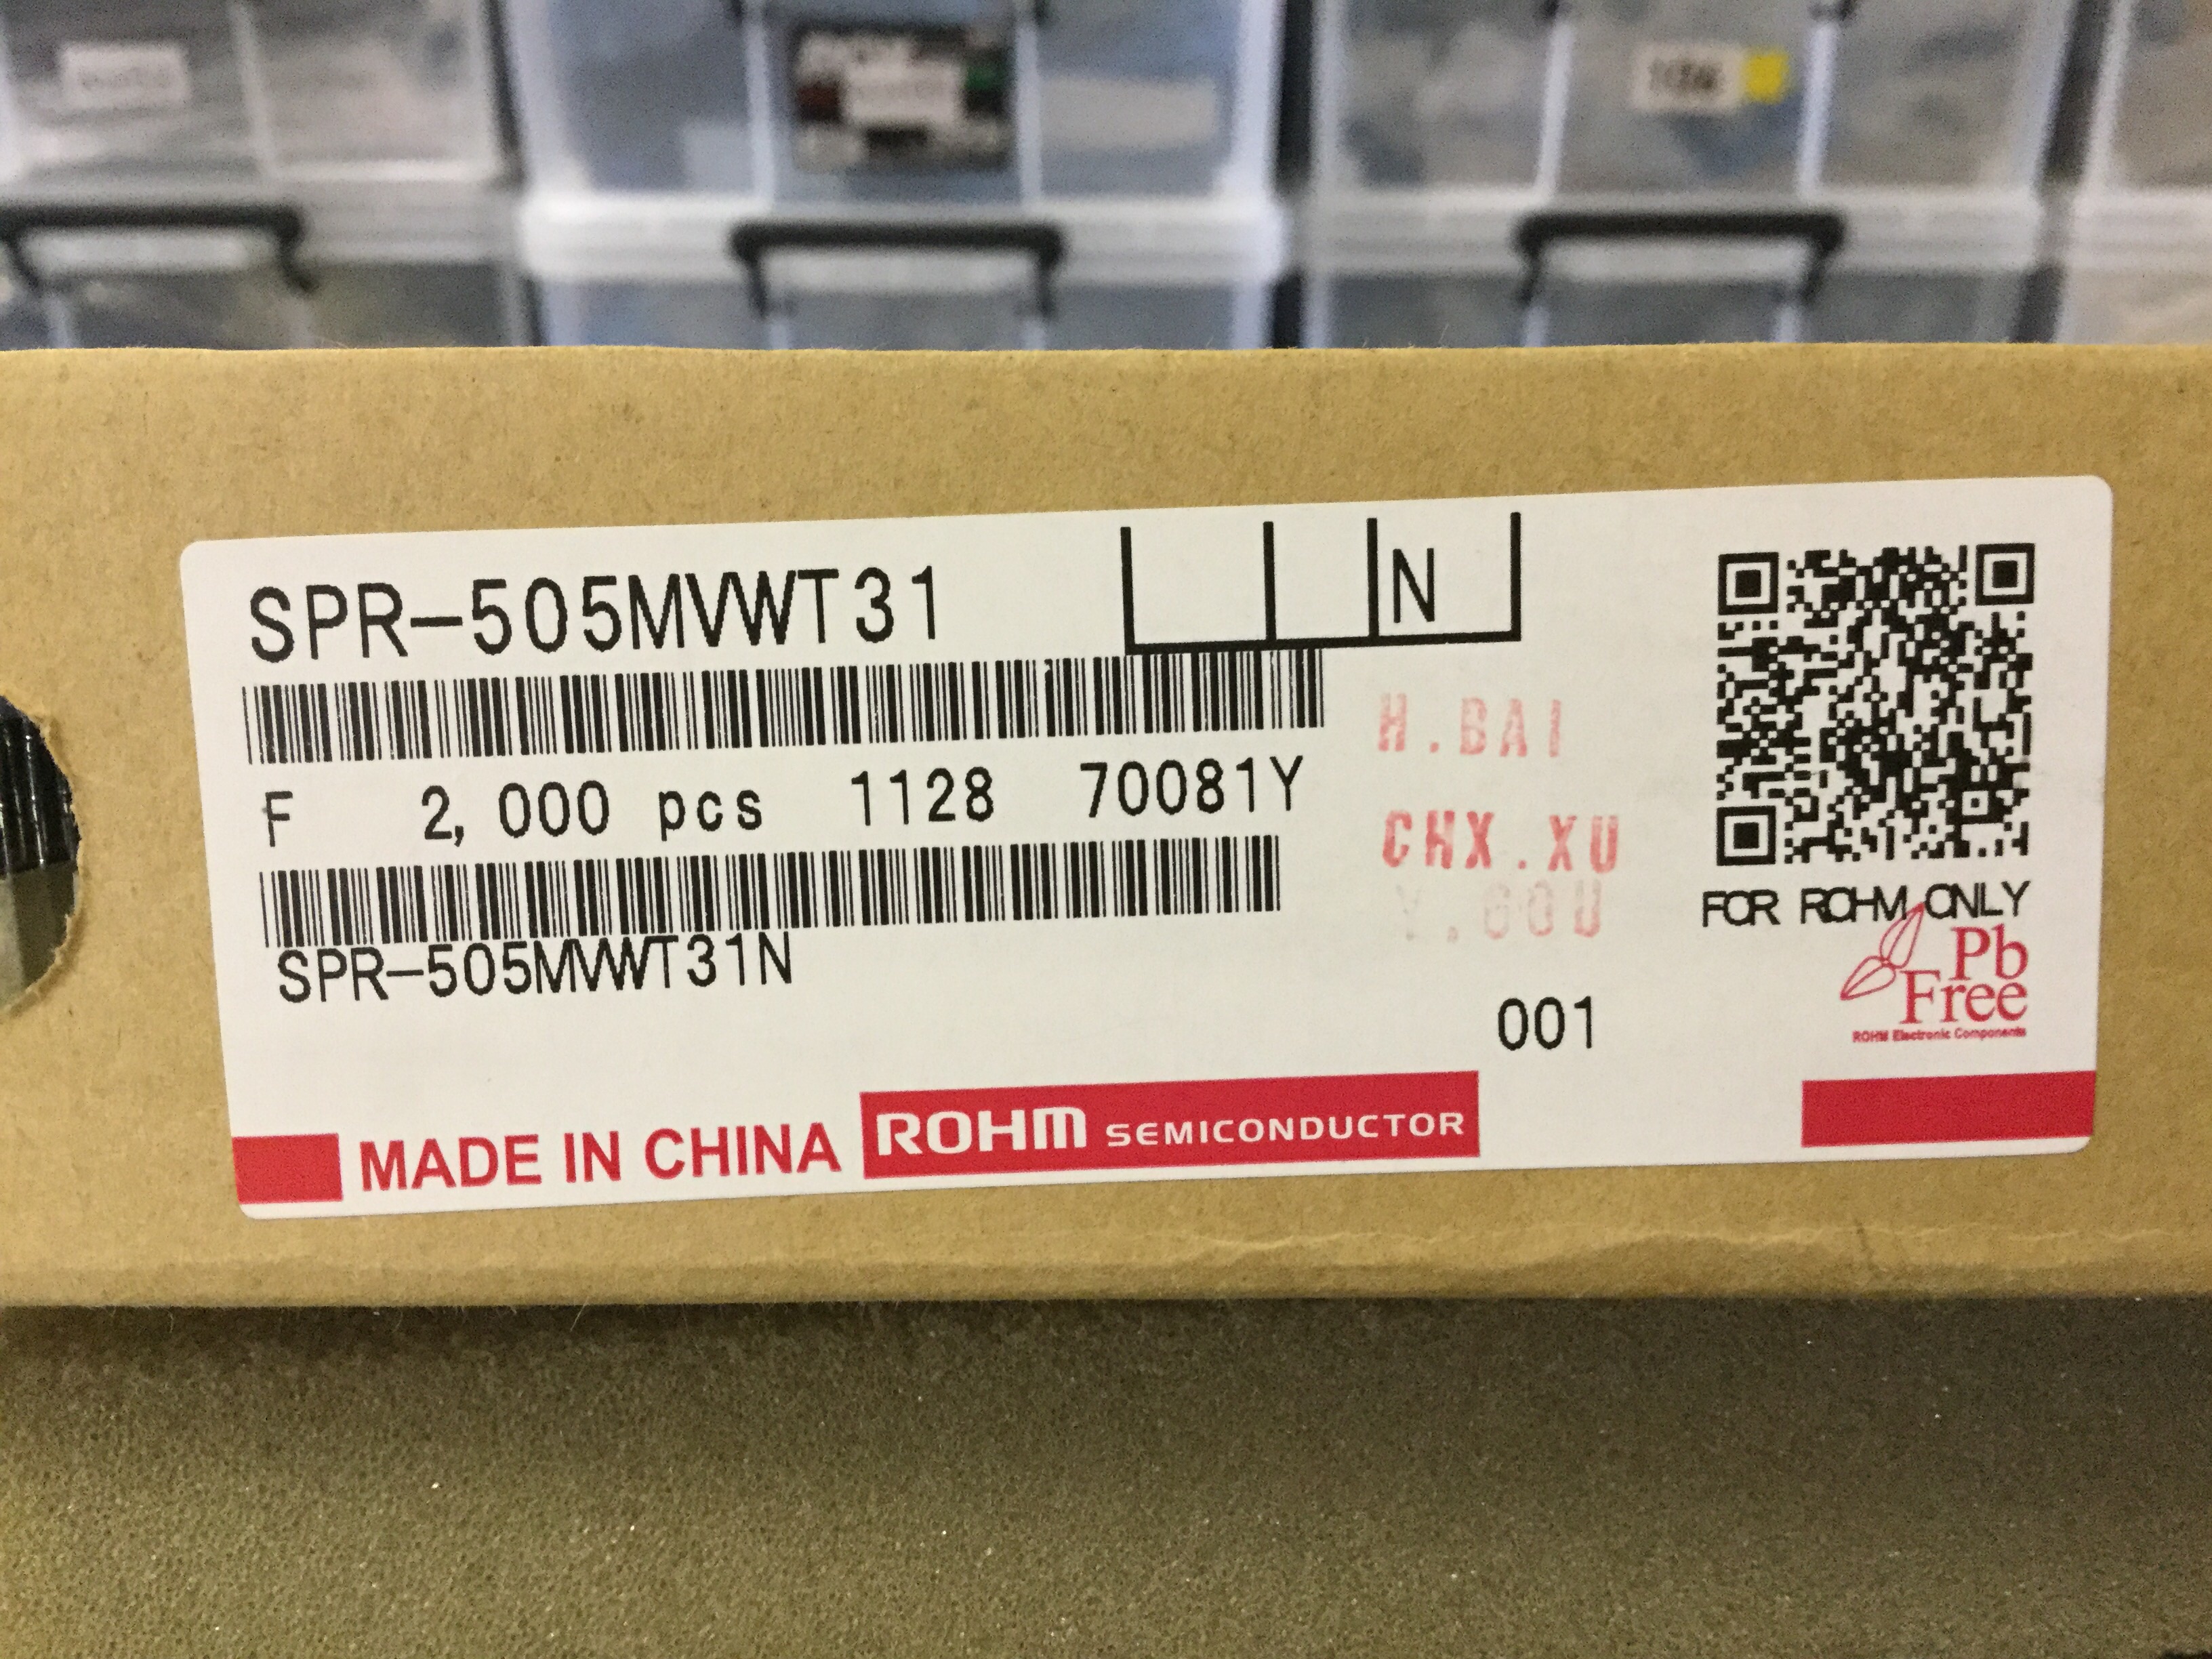 SPR-505MVWT31
N
H.BAI
F 2,000 pcs 1128 70081Y
CHX.XU
FOR ROHM ONLY
SPR-505MVWT31N
Pb
Free
ROHM Electronic Components
001
MADE IN CHINA ROHM SEMICONDUCTOR